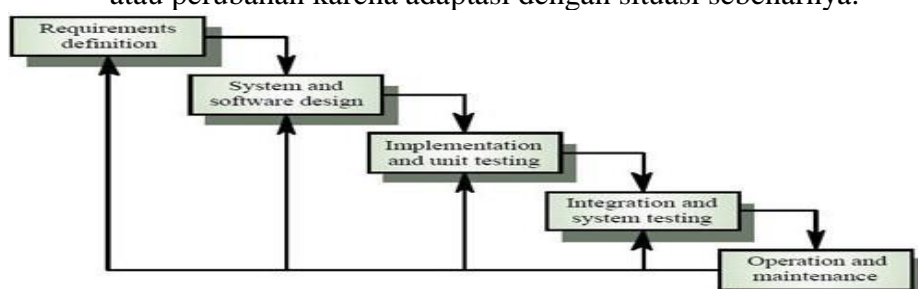 atau perubahan karena adaptasi dengan situasi sebenarnya.
Requirements
definition
System and
software design
Implementation
and unit testing
Integration and
system testing
Operation and
maintenance